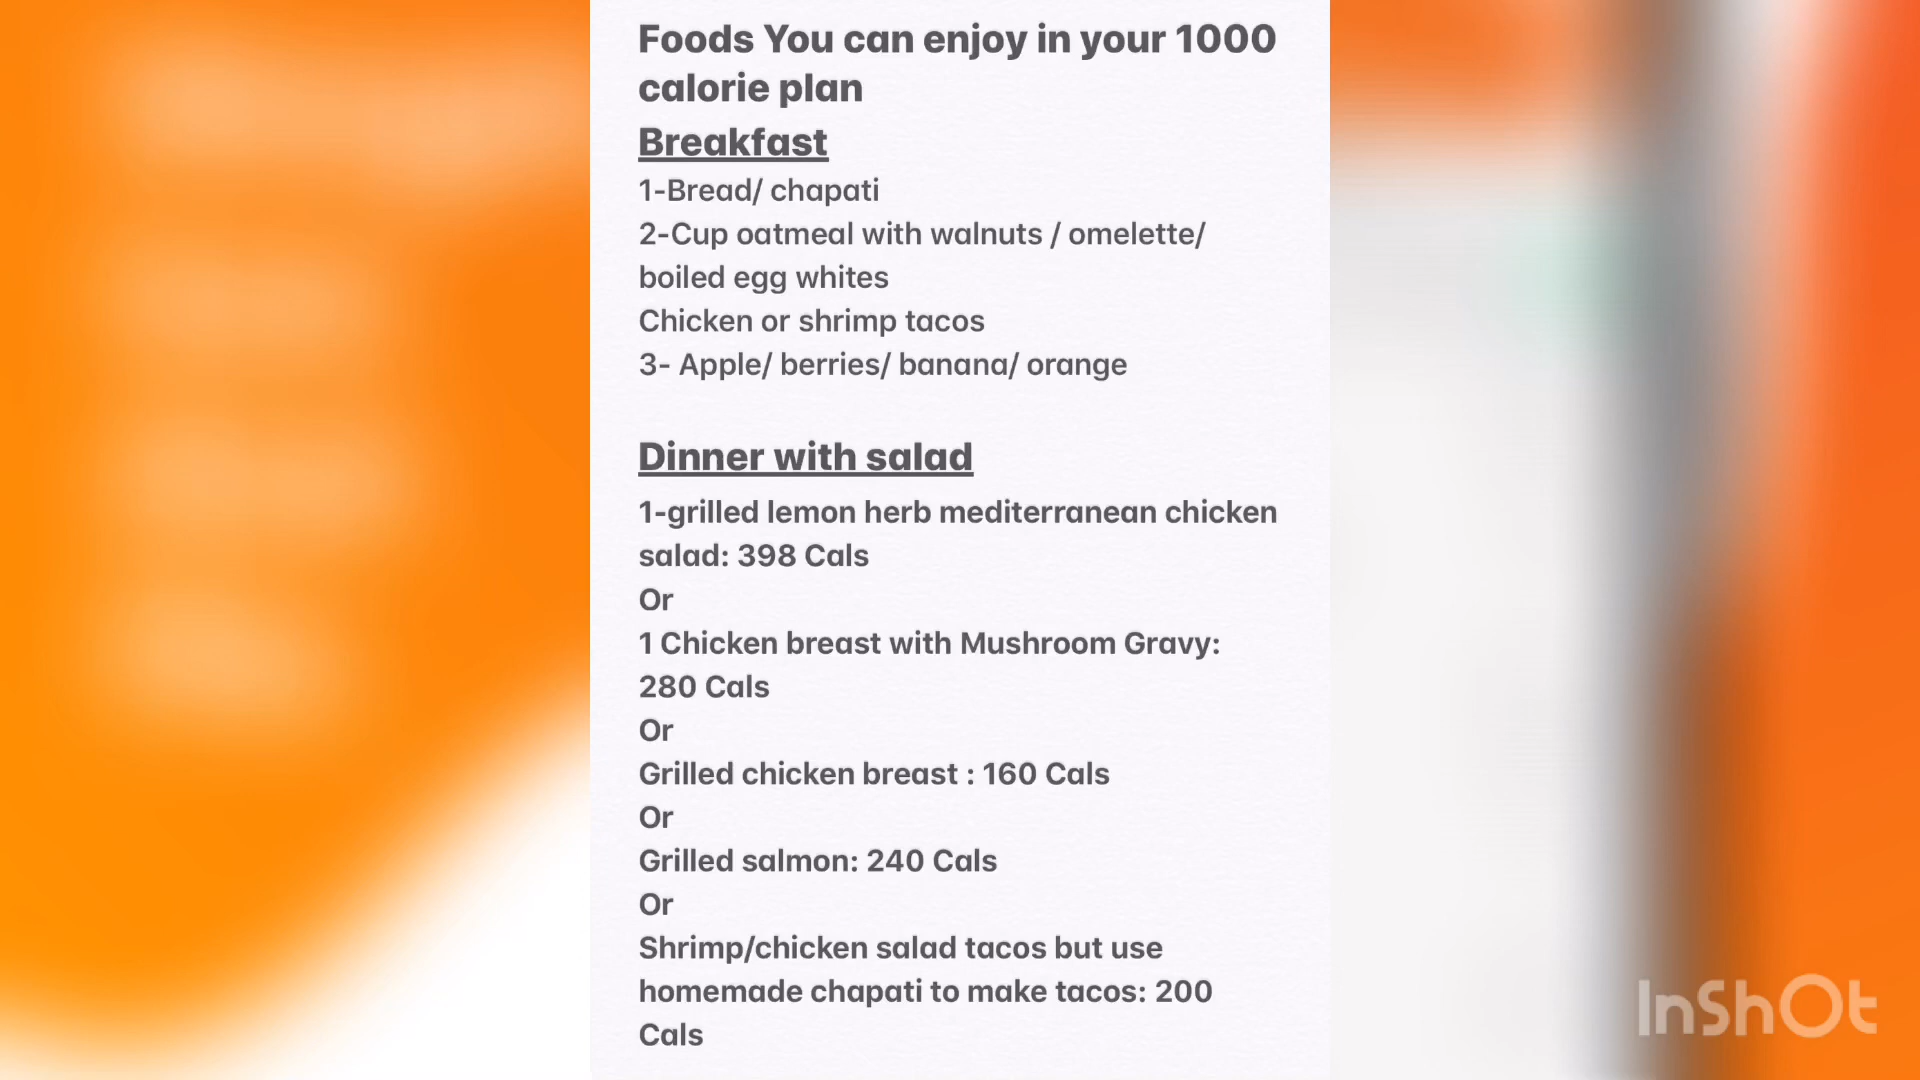 Foods You can enjoy in your 1000
calorie plan
Breakfast
1-Bread/ chapati
2-Cup oatmeal with walnuts / omelette/
boiled egg whites
Chicken or shrimp tacos
3- Apple/ berries/ banana/ orange
Dinner with salad
1-grilled lemon herb mediterranean chicken
salad: 398 Cals
Or
1 Chicken breast with Mushroom Gravy:
280 Cals
Or
Grilled chicken breast : 160 Cals
Or
Grilled salmon: 240 Cals
Or
Shrimp/chicken salad tacos but use
homemade chapati to make tacos: 200
Cals
InShOt